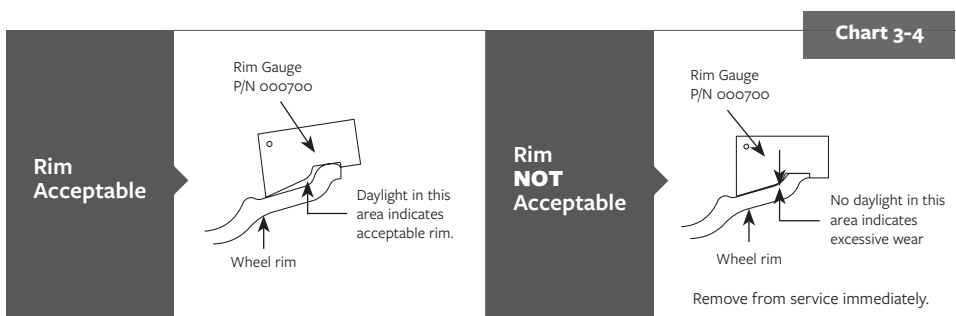 Chart 3-4
Rim
Acceptable
Rim Gauge
P/N 000700
Daylight in this
area indicates
acceptable rim.
Wheel rim
Rim
NOT
Acceptable
Rim Gauge
P/N 000700
No daylight in this
area indicates
excessive wear
Wheel rim
Remove from service immediately.